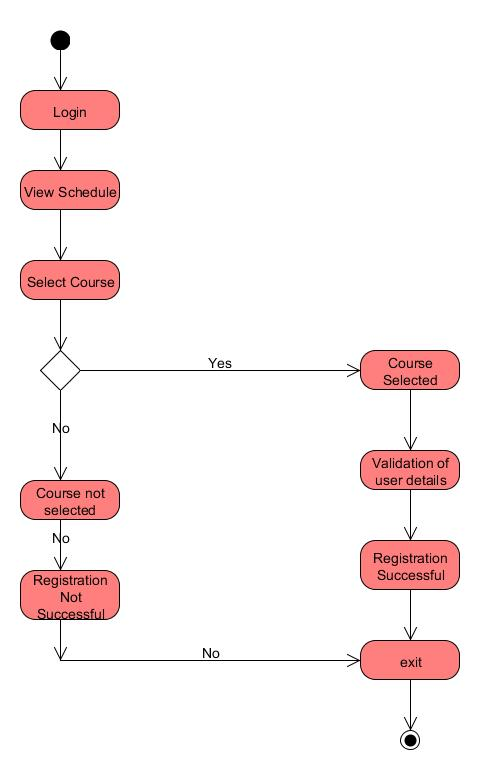 Login
View Schedule
Select Course
Yes
Course
Selected
No
Validation of
user details
Course not
selected
No
Registration
Successful
Registration
Not
Successful
No
exit